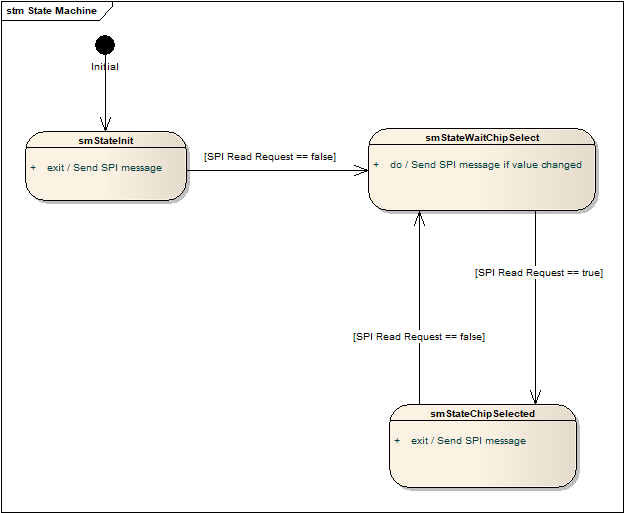 stm State Machine
Initial
smStateInit
+ exit / Send SPI message
[SPI Read Request == false]
smStateWaitChipSelect
+ do / Send SPI message if value changed
[SPI Read Request == true]
[SPI Read Request == false]
smStateChipSelected
+ exit / Send SPI message